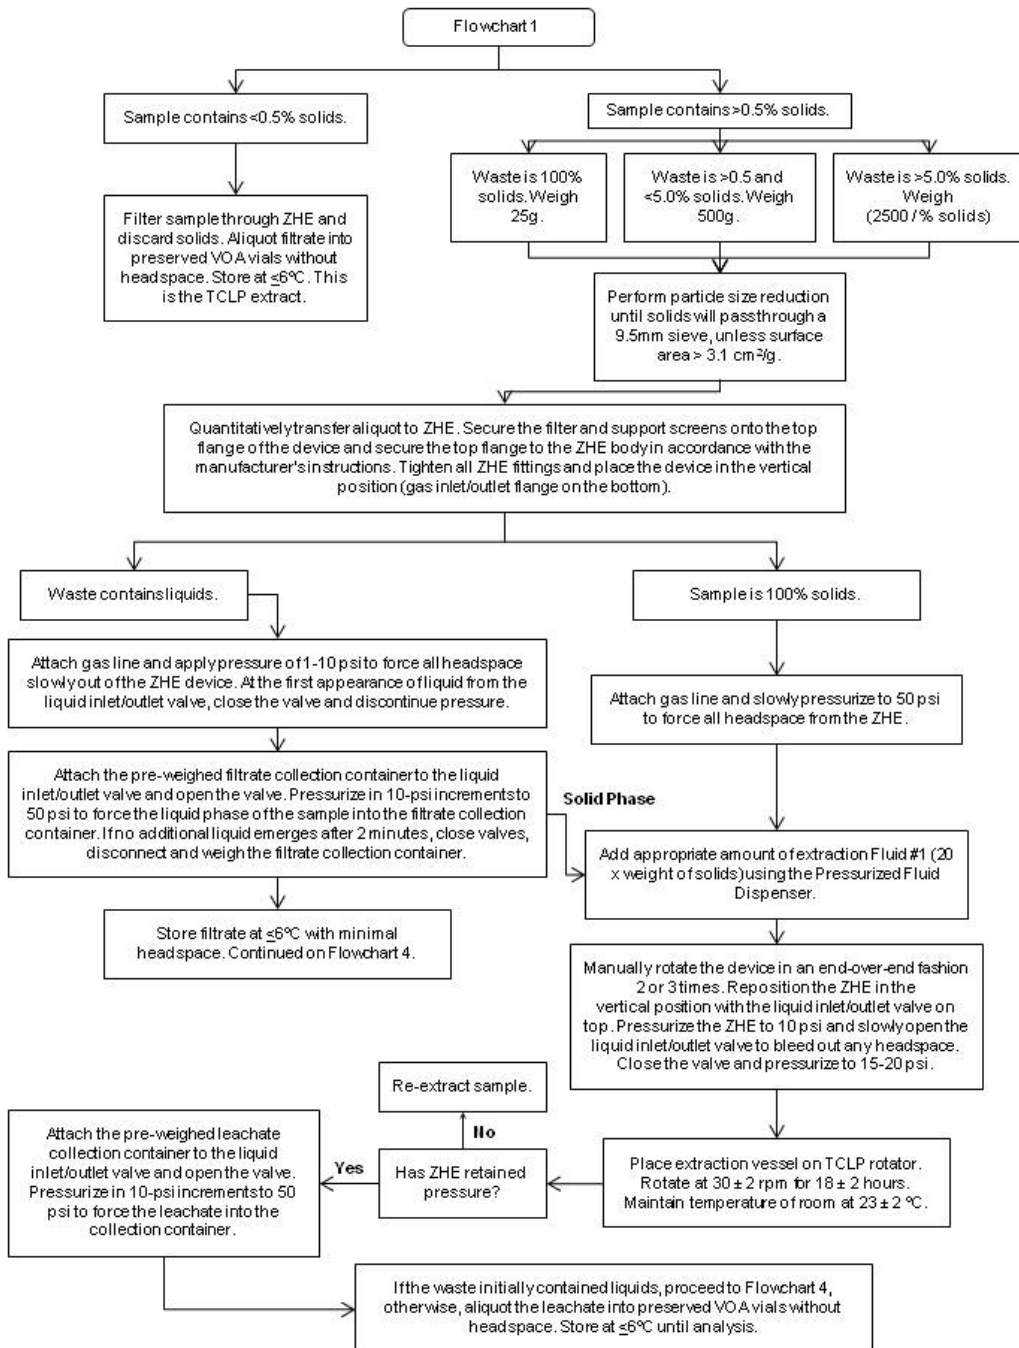 Flowchart 1
Sample contains <0.5% solids.
Sample contains >0.5% solids.
Filter sample through ZHE and
discard solids. Aliquot filtrate into
preserved VOA vials without
headspace. Store at ≤6ºC. This
is the TCLP extract.
Waste is 100%
solids. Weigh
25g.
Waste is >0.5 and
<5.0% solids. Weigh
500g.
Waste is >5.0% solids.
Weigh
(2500 / % solids)
Perform particle size reduction
until solids will pass through a
9.5mm sieve, unless surface
area > 3.1 cm²/g.
Quantitatively transfer aliquot to ZHE. Secure the filter and support screens onto the top
flange of the device and secure the top flange to the ZHE body in accordance with the
manufacturer's instructions. Tighten all ZHE fittings and place the device in the vertical
position (gas inlet/outlet flange on the bottom).
Waste contains liquids.
Sample is 100% solids.
Attach gas line and apply pressure of 1-10 psi to force all headspace
slowly out of the ZHE device. At the first appearance of liquid from the
liquid inlet/outlet valve, close the valve and discontinue pressure.
Attach gas line and slowly pressurize to 50 psi
to force all headspace from the ZHE.
Attach the pre-weighed filtrate collection container to the liquid
inlet/outlet valve and open the valve. Pressurize in 10-psi increments to
50 psi to force the liquid phase of the sample into the filtrate collection
container. If no additional liquid emerges after 2 minutes, close valves,
disconnect and weigh the filtrate collection container.
Solid Phase
Add appropriate amount of extraction Fluid #1 (20
x weight of solids) using the Pressurized Fluid
Dispenser.
Store filtrate at ≤6ºC with minimal
headspace. Continued on Flowchart 4.
Manually rotate the device in an end-over-end fashion
2 or 3 times. Reposition the ZHE in the
vertical position with the liquid inlet/outlet valve on
top. Pressurize the ZHE to 10 psi and slowly open the
liquid inlet/outlet valve to bleed out any headspace.
Close the valve and pressurize to 15-20 psi.
Re-extract sample.
No
Attach the pre-weighed leachate
collection container to the liquid
inlet/outlet valve and open the valve.
Pressurize in 10-psi increments to 50
psi to force the leachate into the
collection container.
Yes
Has ZHE retained
pressure?
Place extraction vessel on TCLP rotator.
Rotate at 30 ± 2 rpm for 18 ± 2 hours.
Maintain temperature of room at 23 ± 2 ºC.
If the waste initially contained liquids, proceed to Flowchart 4,
otherwise, aliquot the leachate into preserved VOA vials without
headspace. Store at ≤6ºC until analysis.